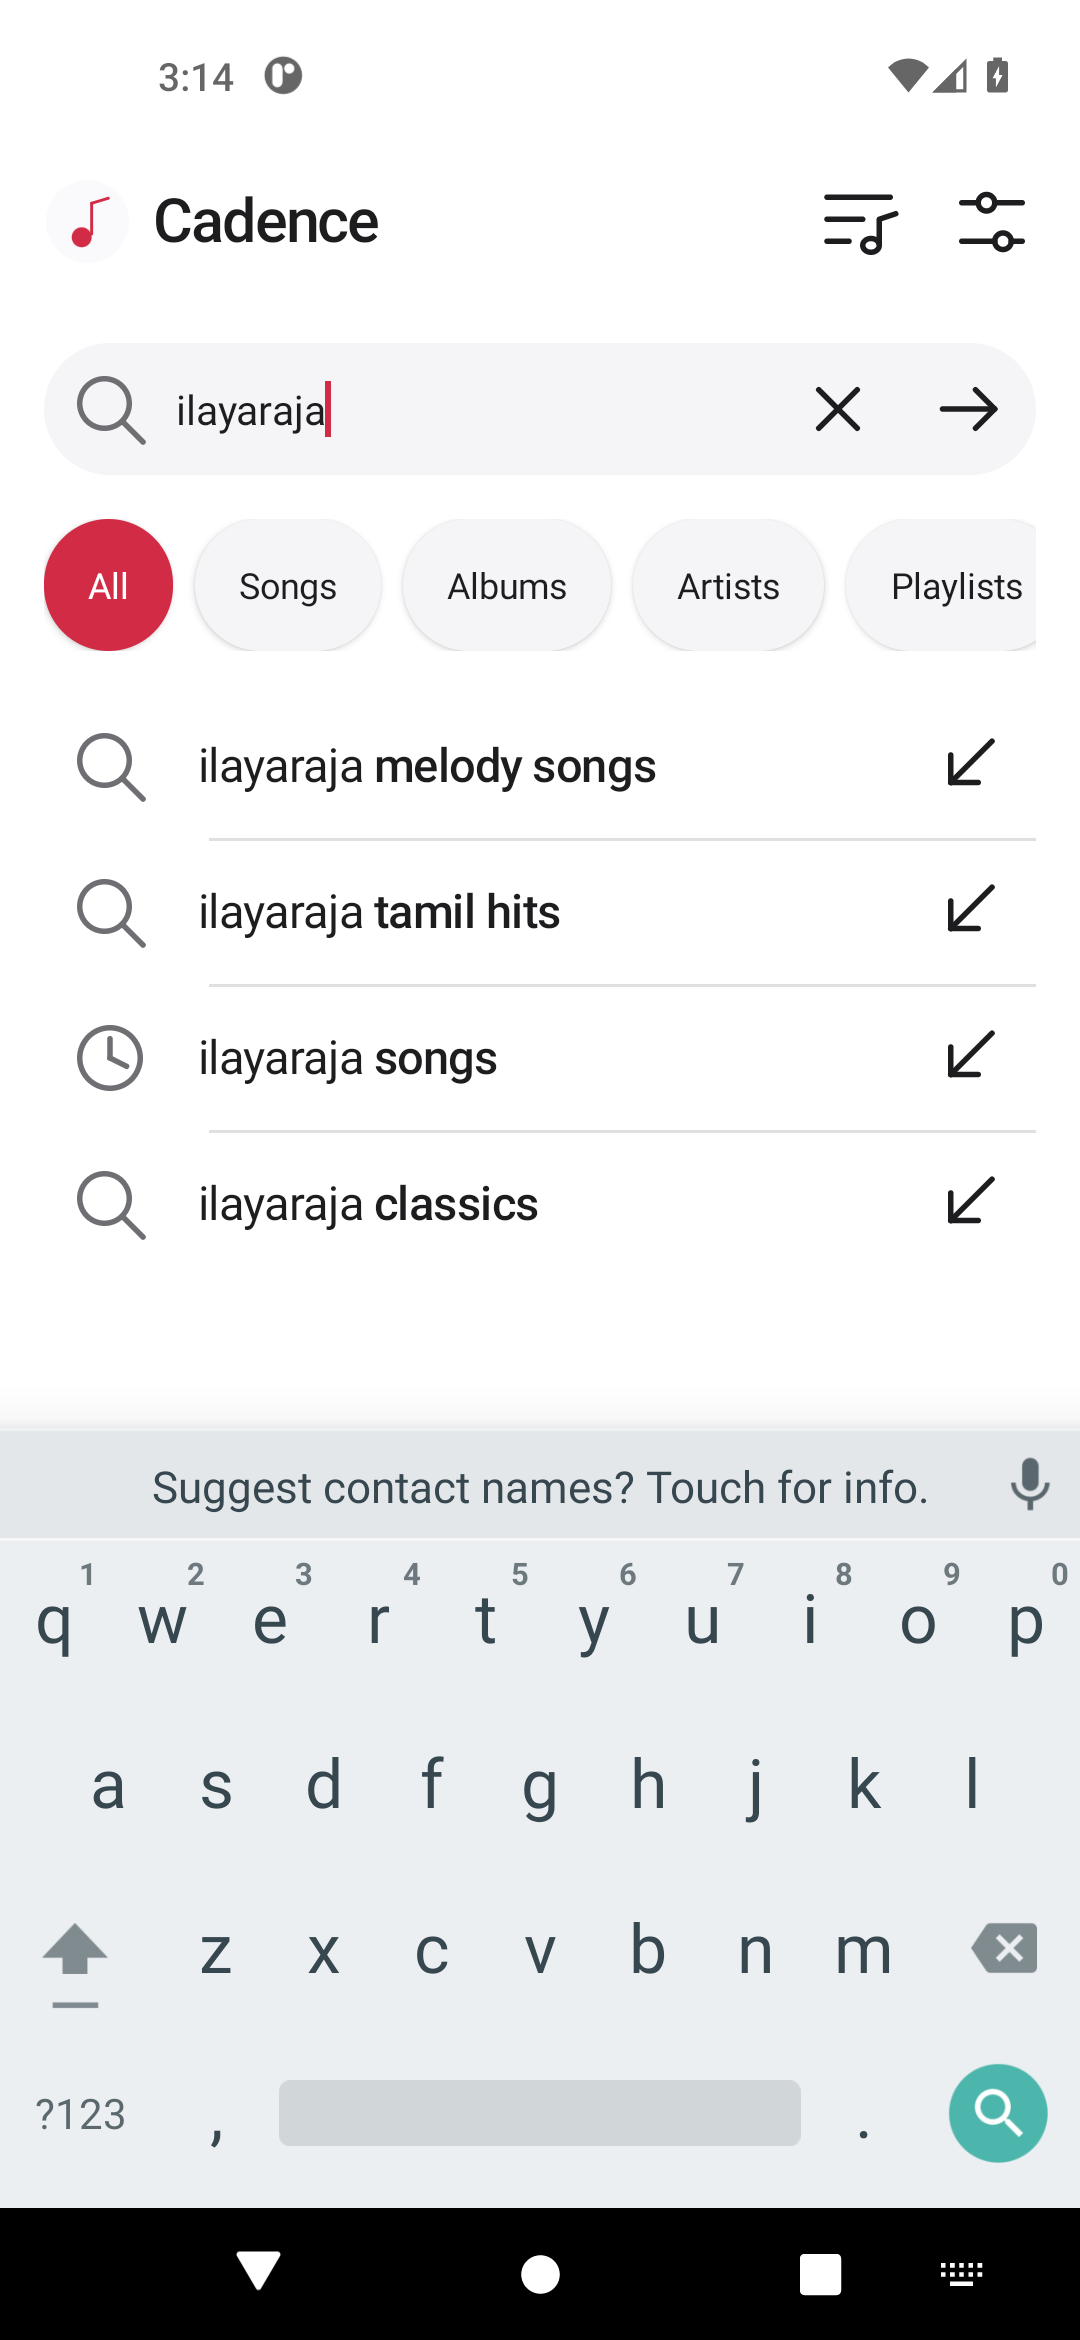 3:14
Cadence
ilayaraja
All Songs Albums Artists Playlists
ilayaraja melody songs
ilayaraja tamil hits
ilayaraja songs
ilayaraja classics
Suggest contact names? Touch for info.
1 2 3 4 5 6 7 8 9 0
q w e r t y u i o p
a s d f g h j k l
z x c v b n m
?123 , .